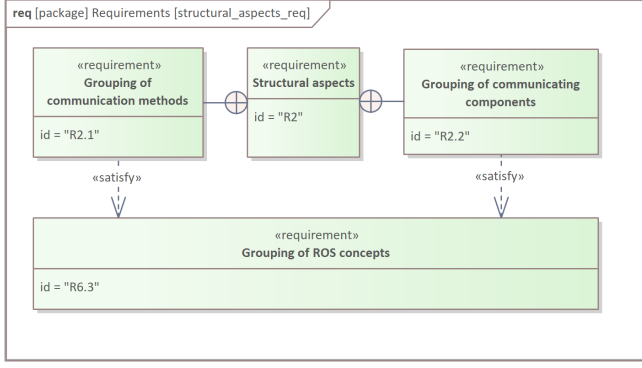 req [package] Requirements [structural_aspects_req]
«requirement»
Grouping of
communication methods
id = "R2.1"
«requirement»
Structural aspects
id = "R2"
«requirement»
Grouping of communicating
components
id = "R2.2"
«satisfy»
«satisfy»
«requirement»
Grouping of ROS concepts
id = "R6.3"